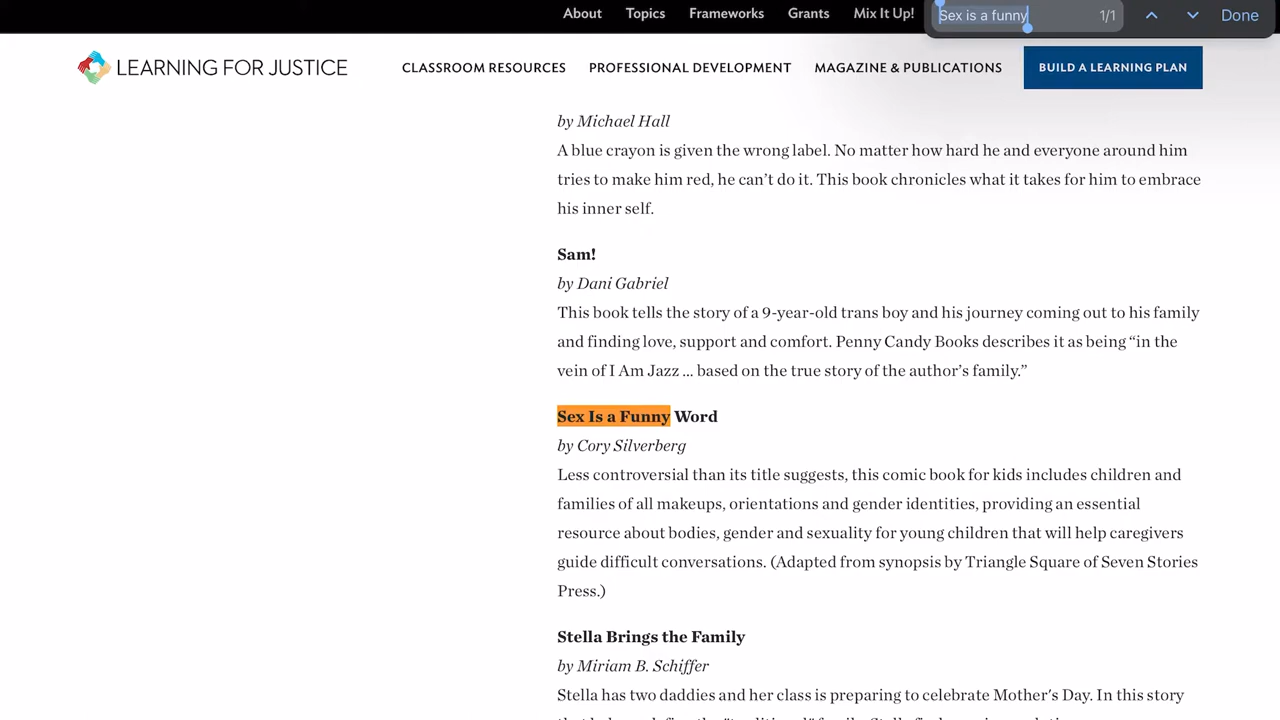 About Topics Frameworks Grants Mix It Up!
Sex is a funny 1/1 Done
LEARNING FOR JUSTICE CLASSROOM RESOURCES PROFESSIONAL DEVELOPMENT MAGAZINE & PUBLICATIONS BUILD A LEARNING PLAN
by Michael Hall
A blue crayon is given the wrong label. No matter how hard he and everyone around him
tries to make him red, he can’t do it. This book chronicles what it takes for him to embrace
his inner self.
Sam!
by Dani Gabriel
This book tells the story of a 9-year-old trans boy and his journey coming out to his family
and finding love, support and comfort. Penny Candy Books describes it as being “in the
vein of I Am Jazz ... based on the true story of the author’s family.”
Sex Is a Funny Word
by Cory Silverberg
Less controversial than its title suggests, this comic book for kids includes children and
families of all makeups, orientations and gender identities, providing an essential
resource about bodies, gender and sexuality for young children that will help caregivers
guide difficult conversations. (Adapted from synopsis by Triangle Square of Seven Stories
Press.)
Stella Brings the Family
by Miriam B. Schiffer
Stella has two daddies and her class is preparing to celebrate Mother's Day. In this story